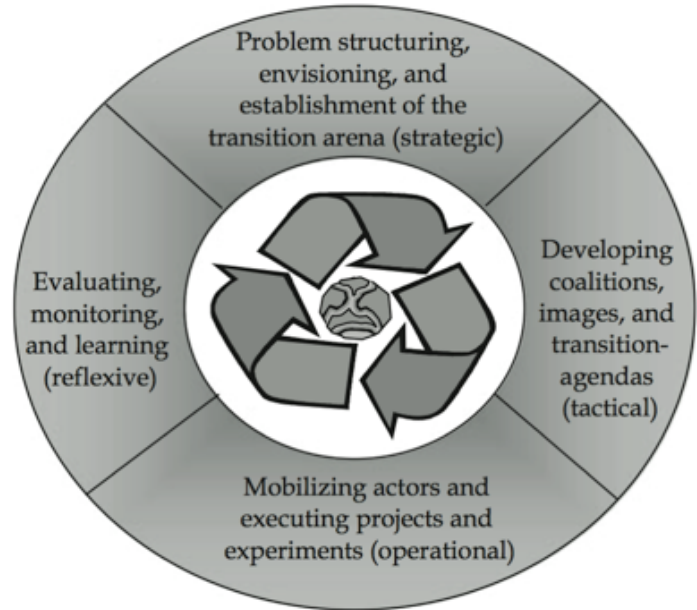 Problem structuring,
envisioning, and
establishment of the
transition arena (strategic)
Developing
coalitions,
images, and
transition-
agendas
(tactical)
Mobilizing actors and
executing projects and
experiments (operational)
Evaluating,
monitoring,
and learning
(reflexive)